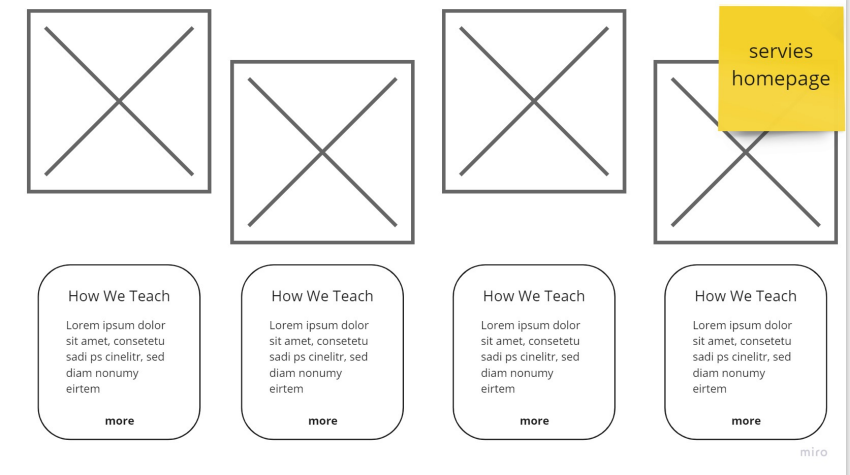 servies
homepage
How We Teach
Lorem ipsum dolor
sit amet, consetetu
sadi ps cinelitr, sed
diam nonumy
eirtem
more
How We Teach
Lorem ipsum dolor
sit amet, consetetu
sadi ps cinelitr, sed
diam nonumy
eirtem
more
How We Teach
Lorem ipsum dolor
sit amet, consetetu
sadi ps cinelitr, sed
diam nonumy
eirtem
more
How We Teach
Lorem ipsum dolor
sit amet, consetetu
sadi ps cinelitr, sed
diam nonumy
eirtem
more
miro